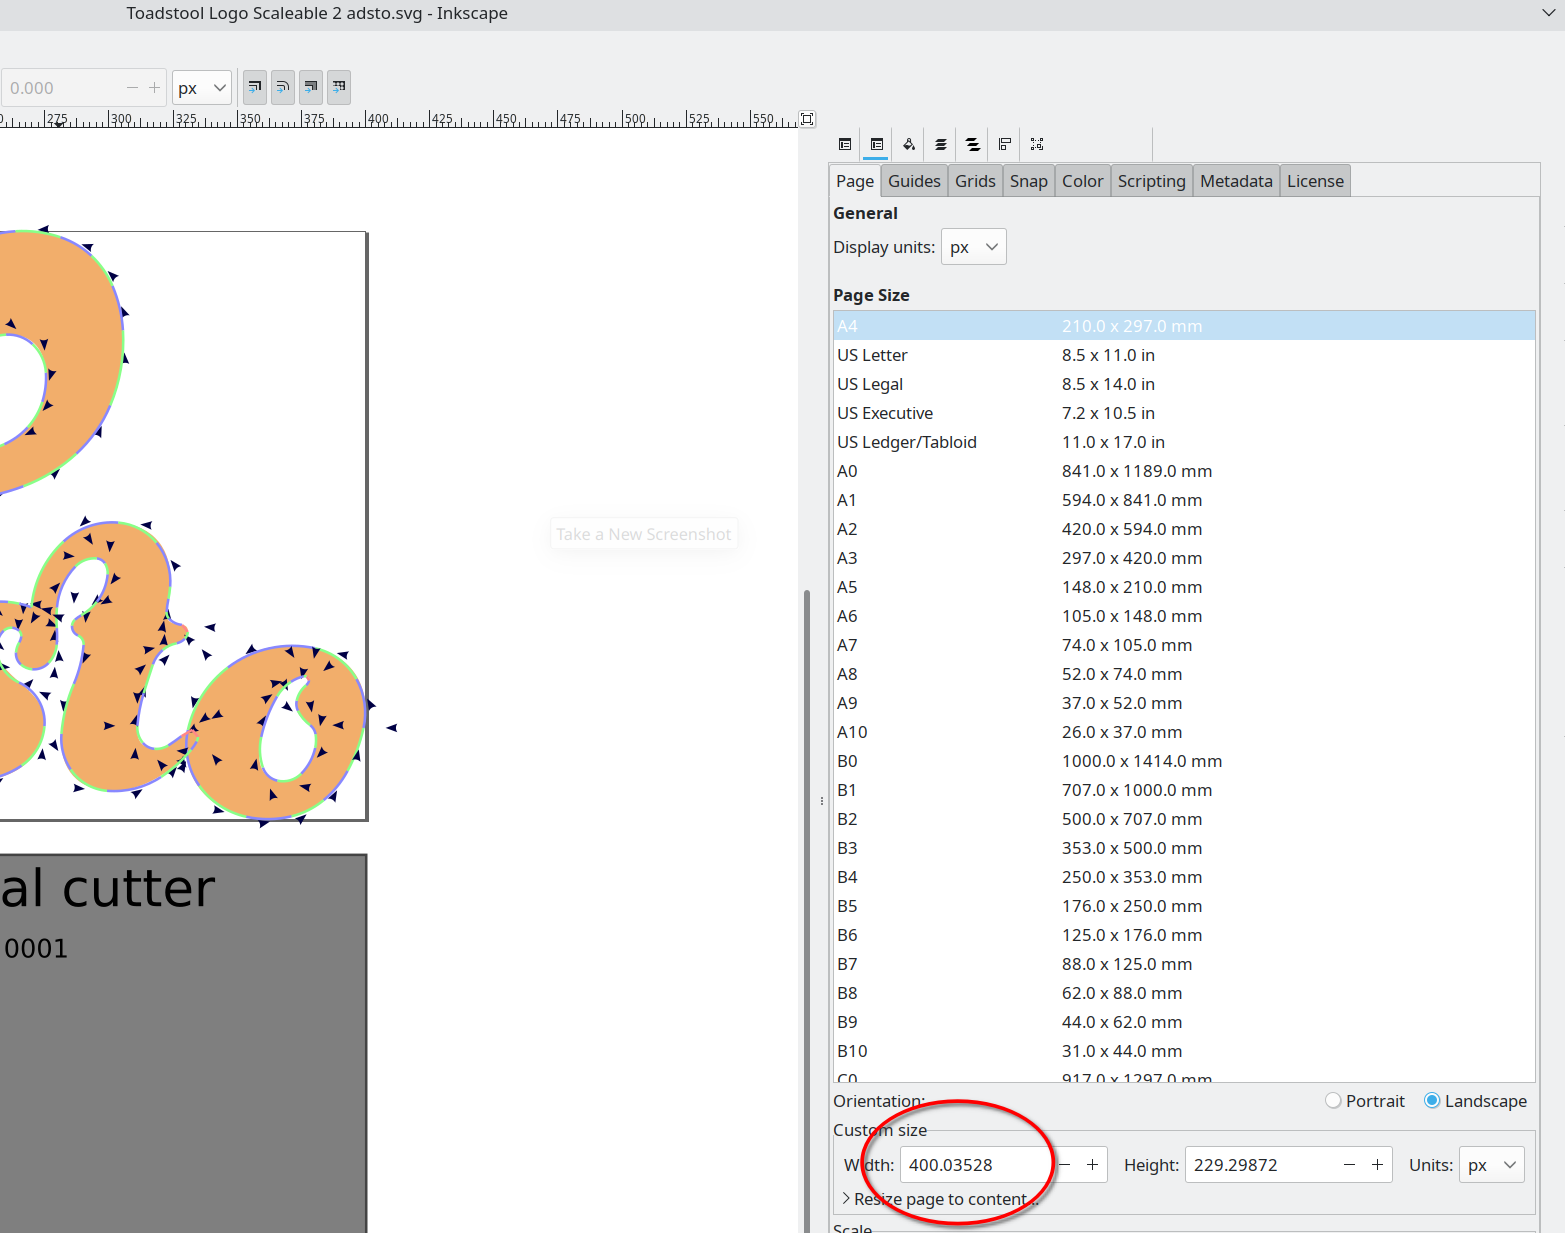 Toadstool Logo Scaleable 2 adsto.svg - Inkscape
0.000 px
275 300 325 350 375 400 425 450 475 500 525 550
Page Guides Grids Snap Color Scripting Metadata License
General
Display units: px
Page Size
A4 210.0 x 297.0 mm
US Letter 8.5 x 11.0 in
US Legal 8.5 x 14.0 in
US Executive 7.2 x 10.5 in
US Ledger/Tabloid 11.0 x 17.0 in
A0 841.0 x 1189.0 mm
A1 594.0 x 841.0 mm
A2 420.0 x 594.0 mm
Take a New Screenshot
A3 297.0 x 420.0 mm
A5 148.0 x 210.0 mm
A6 105.0 x 148.0 mm
A7 74.0 x 105.0 mm
A8 52.0 x 74.0 mm
A9 37.0 x 52.0 mm
A10 26.0 x 37.0 mm
B0 1000.0 x 1414.0 mm
B1 707.0 x 1000.0 mm
B2 500.0 x 707.0 mm
B3 353.0 x 500.0 mm
B4 250.0 x 353.0 mm
B5 176.0 x 250.0 mm
B6 125.0 x 176.0 mm
B7 88.0 x 125.0 mm
B8 62.0 x 88.0 mm
B9 44.0 x 62.0 mm
B10 31.0 x 44.0 mm
C0 917.0 x 1297.0 mm
al cutter
0001
Orientation: Portrait Landscape
Custom size
Width: 400.03528 Height: 229.29872 Units: px
Resize page to content...
Scale